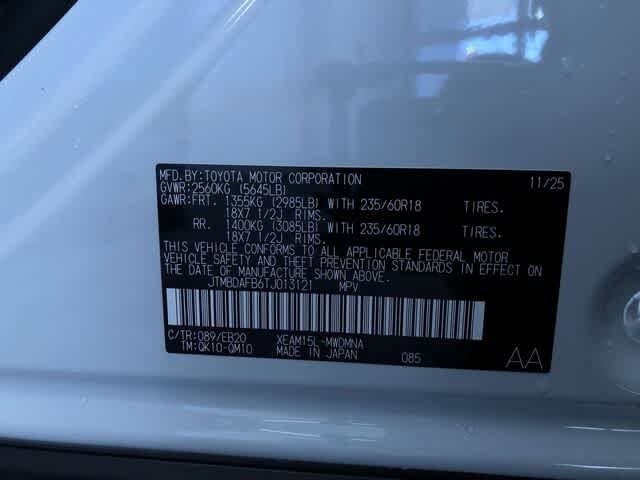 MFD.BY:TOYOTA MOTOR CORPORATION 11/25
GVWR:2560KG (5645LB)
GAWR:FRT. 1355KG (2985LB) WITH 235/60R18 TIRES.
18X7 1/2J RIMS.
RR. 1400KG (3085LB) WITH 235/60R18 TIRES.
18X7 1/2J RIMS.
THIS VEHICLE CONFORMS TO ALL APPLICABLE FEDERAL MOTOR
VEHICLE SAFETY AND THEFT PREVENTION STANDARDS IN EFFECT ON
THE DATE OF MANUFACTURE SHOWN ABOVE.
JTMBDAFB6TJ013121 MPV
C/TR:089/EB20 XEAM15L-MWDMNA
TM:QK10-QM10 MADE IN JAPAN 085 AA